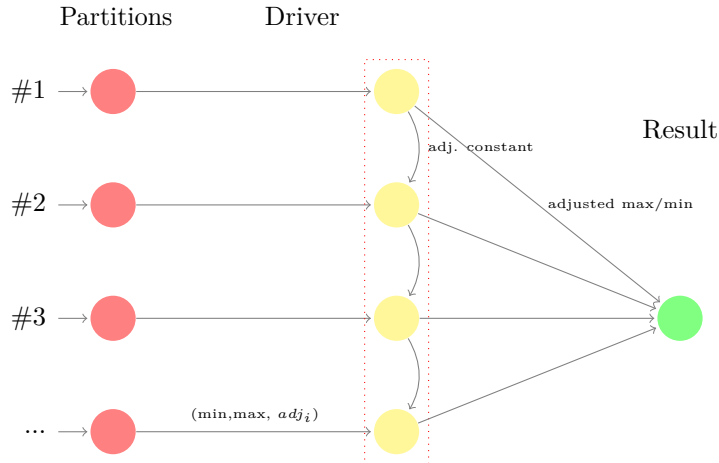 Partitions
Driver
#1
adj. constant
Result
#2
adjusted max/min
#3
...
(min,max, adj_i)